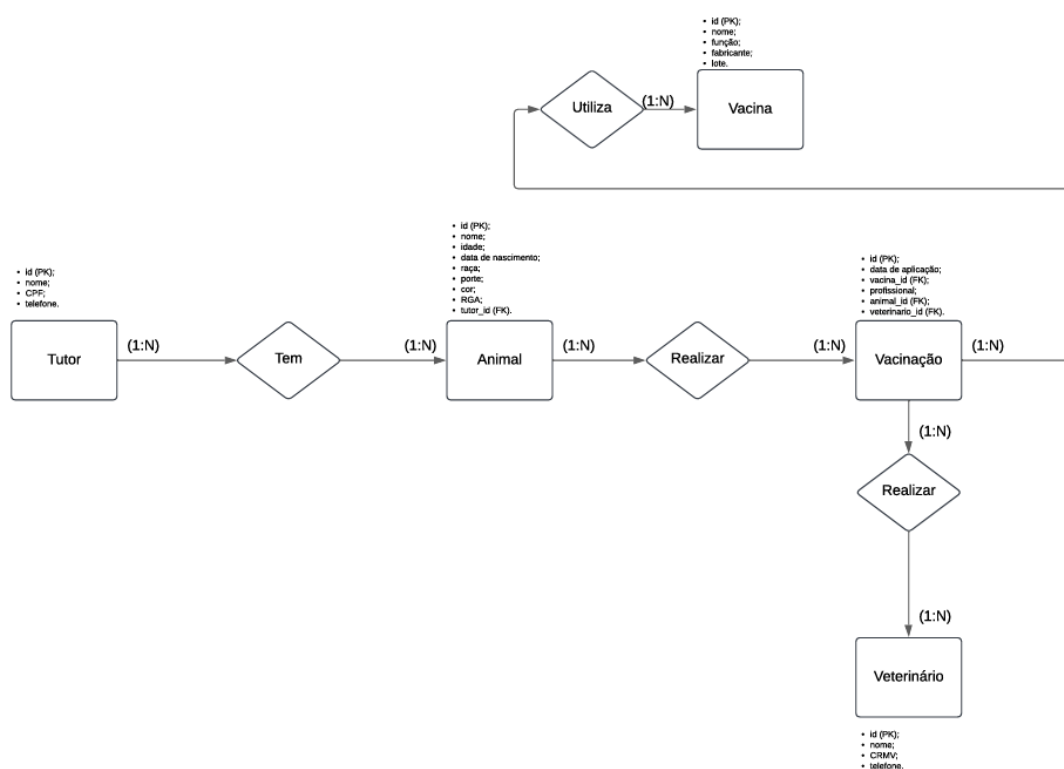 • id (PK);
• nome;
• função;
• fabricante;
• lote.
Utiliza
(1:N)
Vacina
• id (PK);
• nome;
• CPF;
• telefone.
Tutor
(1:N)
Tem
(1:N)
• id (PK);
• nome;
• idade;
• data de nascimento;
• raça;
• porte;
• cor;
• RGA;
• tutor_id (FK).
Animal
(1:N)
Realizar
(1:N)
• id (PK);
• data de aplicação;
• vacina_id (FK);
• profissional;
• animal_id (FK);
• veterinario_id (FK).
Vacinação
(1:N)
(1:N)
Realizar
(1:N)
Veterinário
• id (PK);
• nome;
• CRMV;
• telefone.